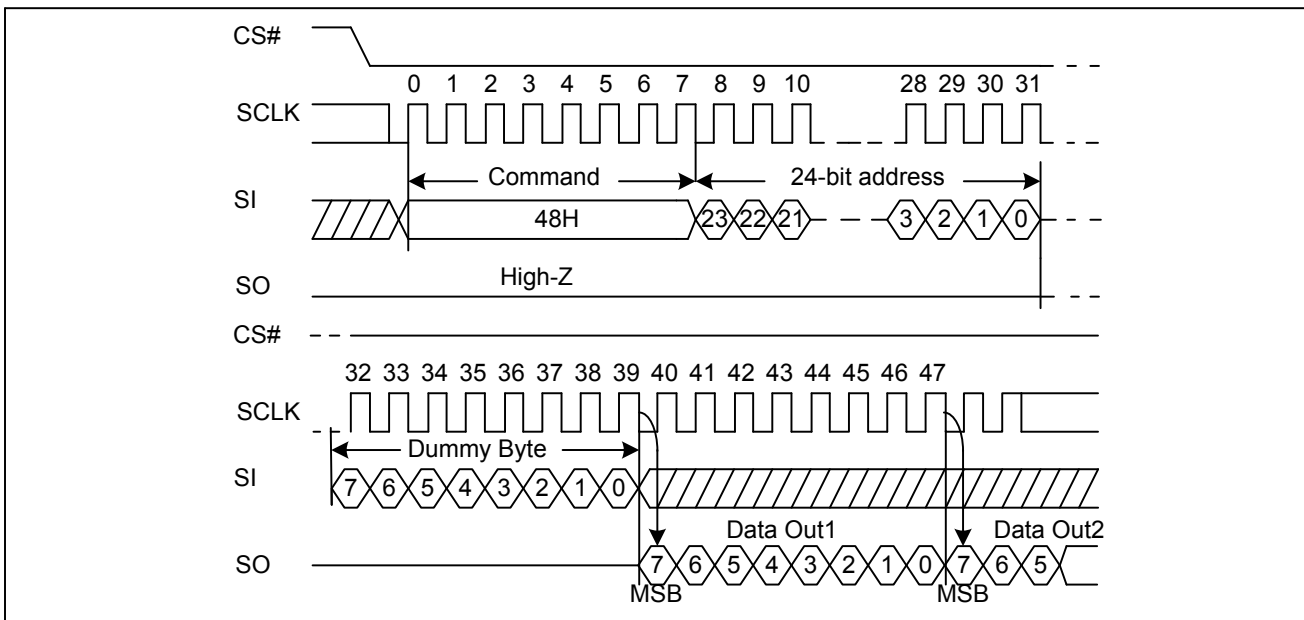 CS#
0 1 2 3 4 5 6 7 8 9 10 28 29 30 31
SCLK
Command 24-bit address
SI
48H 23 22 21 3 2 1 0
High-Z
SO
CS#
32 33 34 35 36 37 38 39 40 41 42 43 44 45 46 47
SCLK
Dummy Byte
SI
7 6 5 4 3 2 1 0
Data Out1 Data Out2
SO
7 6 5 4 3 2 1 0 7 6 5
MSB MSB